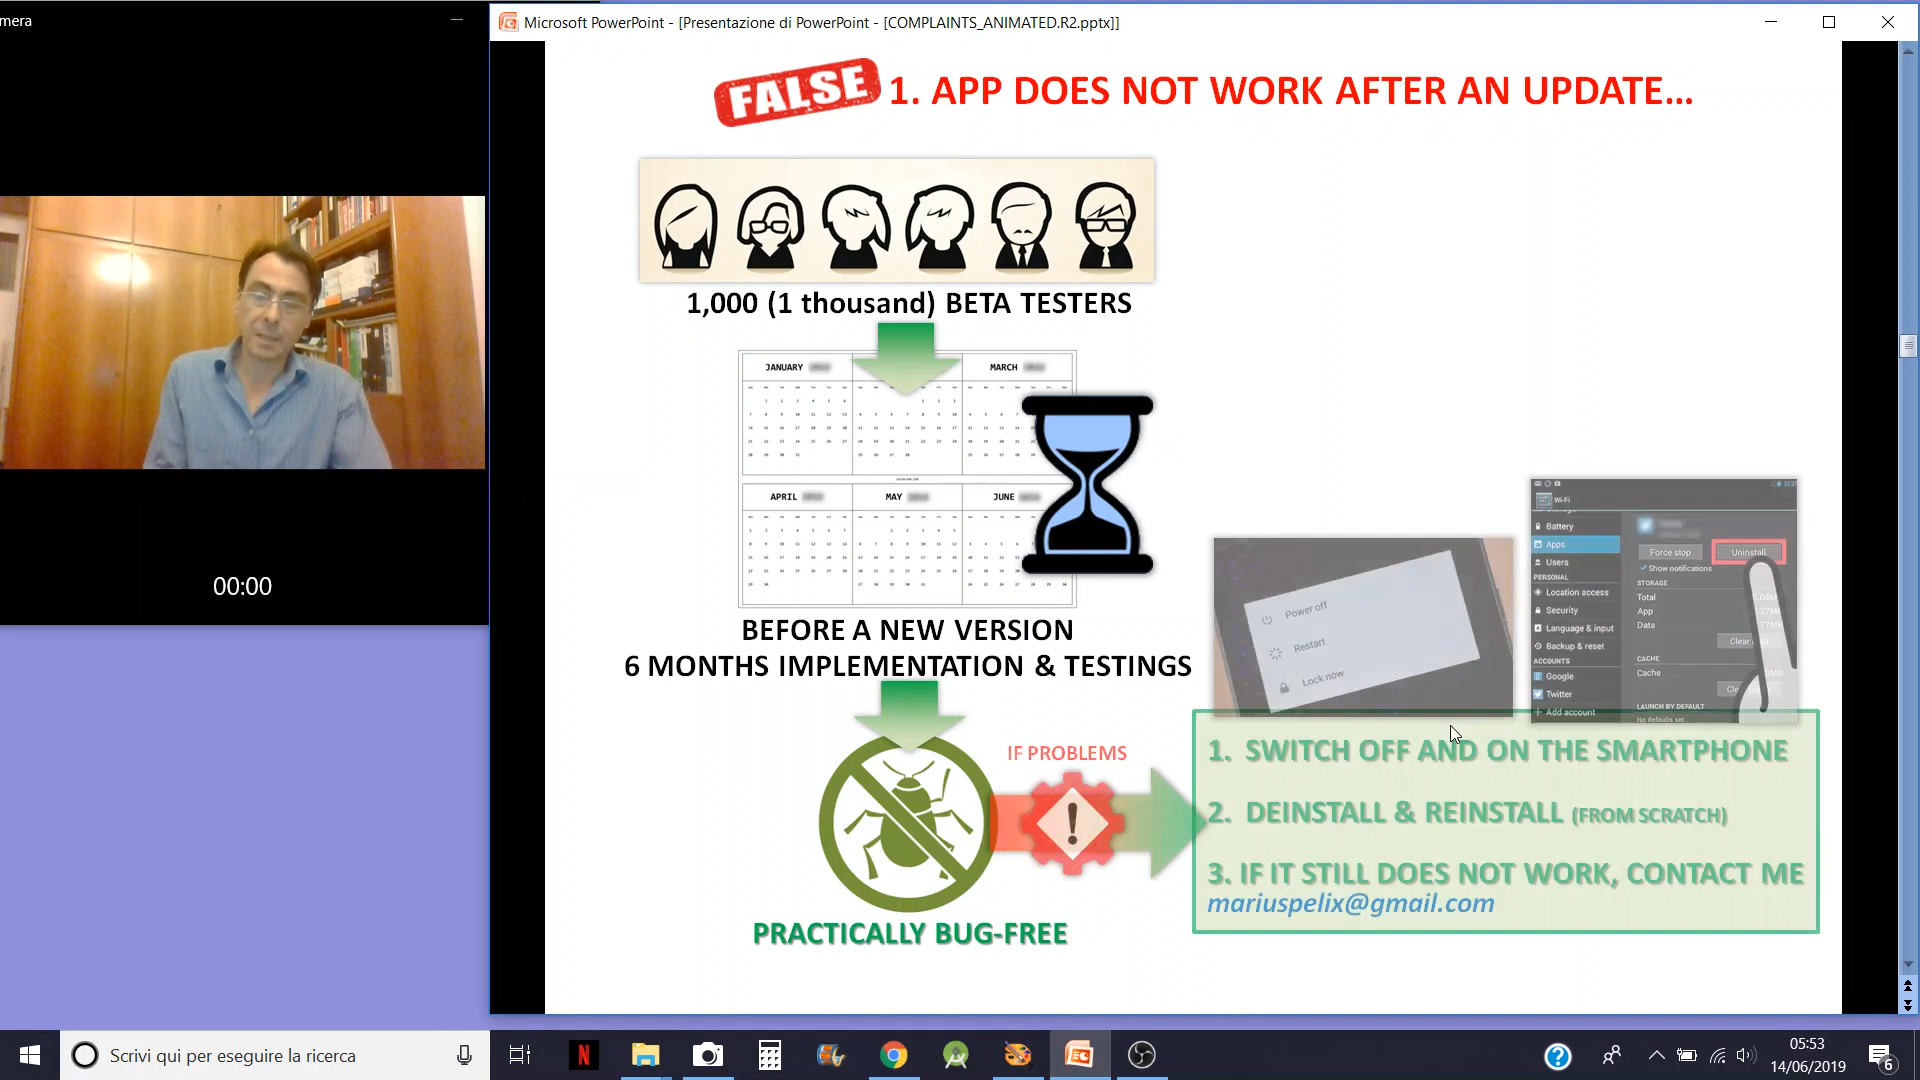 mera
Microsoft PowerPoint - [Presentazione di PowerPoint - [COMPLAINTS_ANIMATED.R2.pptx]]
FALSE 1. APP DOES NOT WORK AFTER AN UPDATE...
1,000 (1 thousand) BETA TESTERS
JANUARY
MARCH
APRIL
MAY
JUNE
BEFORE A NEW VERSION
6 MONTHS IMPLEMENTATION & TESTINGS
PRACTICALLY BUG-FREE
IF PROBLEMS
!
Power off
Restart
Lock now
Wi-Fi
Battery
Apps
Users
PERSONAL
Location access
Security
Language & input
Backup & reset
ACCOUNTS
Google
Twitter
Add account
Force stop
Uninstall
Show notifications
STORAGE
Total
App
Data
Clear
CACHE
Cache
LAUNCH BY DEFAULT
No defaults set.
1. SWITCH OFF AND ON THE SMARTPHONE
2. DEINSTALL & REINSTALL (FROM SCRATCH)
3. IF IT STILL DOES NOT WORK, CONTACT ME
mariuspelix@gmail.com
00:00
Scrivi qui per eseguire la ricerca
05:53
14/06/2019
6